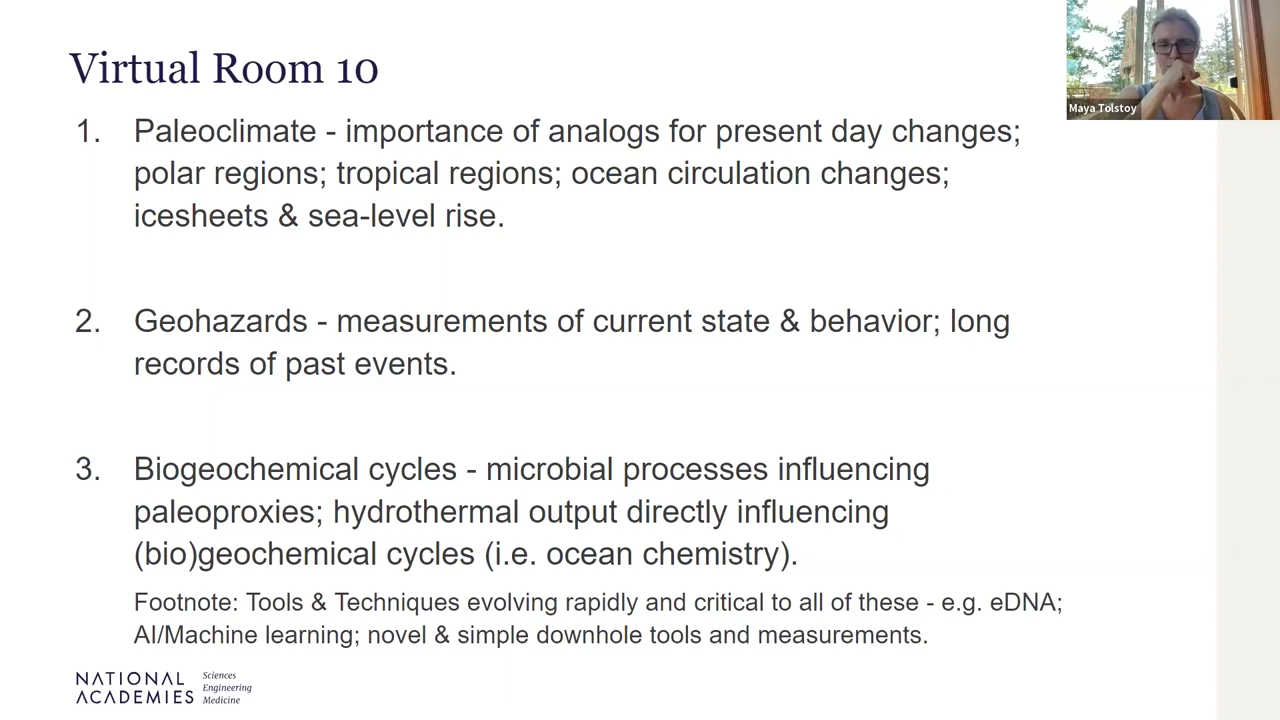 Virtual Room 10
Maya Tolstoy
1. Paleoclimate - importance of analogs for present day changes;
polar regions; tropical regions; ocean circulation changes;
icesheets & sea-level rise.
2. Geohazards - measurements of current state & behavior; long
records of past events.
3. Biogeochemical cycles - microbial processes influencing
paleoproxies; hydrothermal output directly influencing
(bio)geochemical cycles (i.e. ocean chemistry).
Footnote: Tools & Techniques evolving rapidly and critical to all of these - e.g. eDNA;
AI/Machine learning; novel & simple downhole tools and measurements.
NATIONAL
ACADEMIES
Sciences
Engineering
Medicine